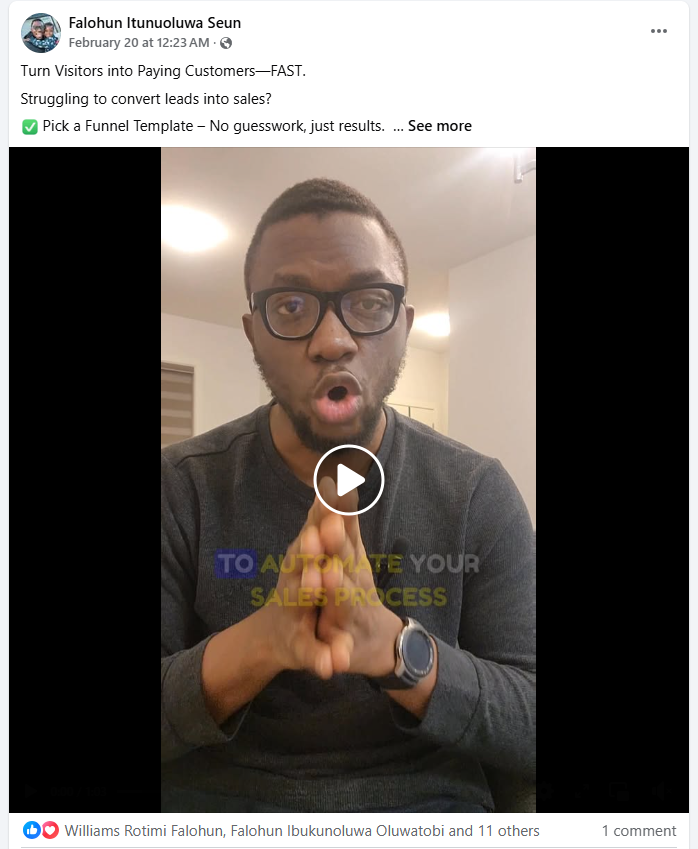 Falohun Itunuoluwa Seun
February 20 at 12:23 AM ·
Turn Visitors into Paying Customers—FAST.
Struggling to convert leads into sales?
✅ Pick a Funnel Template – No guesswork, just results. ... See more
TO AUTOMATE YOUR
SALES PROCESS
Williams Rotimi Falohun, Falohun Ibukunoluwa Oluwatobi and 11 others 1 comment